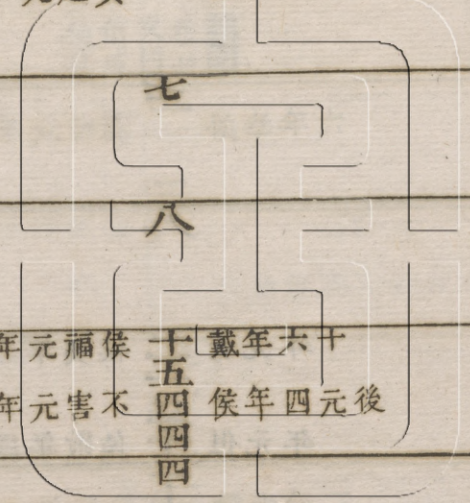 七
八
十六年戴
侯福元年
十五
後元四年侯
不害元年
四四四